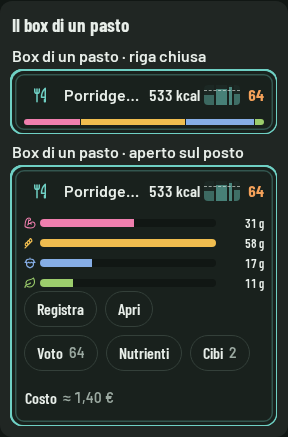 Il box di un pasto
Box di un pasto · riga chiusa
Porridge... 533 kcal 64
Box di un pasto · aperto sul posto
Porridge... 533 kcal 64
31 g
58 g
17 g
11 g
Registra Apri
Voto 64 Nutrienti Cibi 2
Costo ≈ 1,40 €